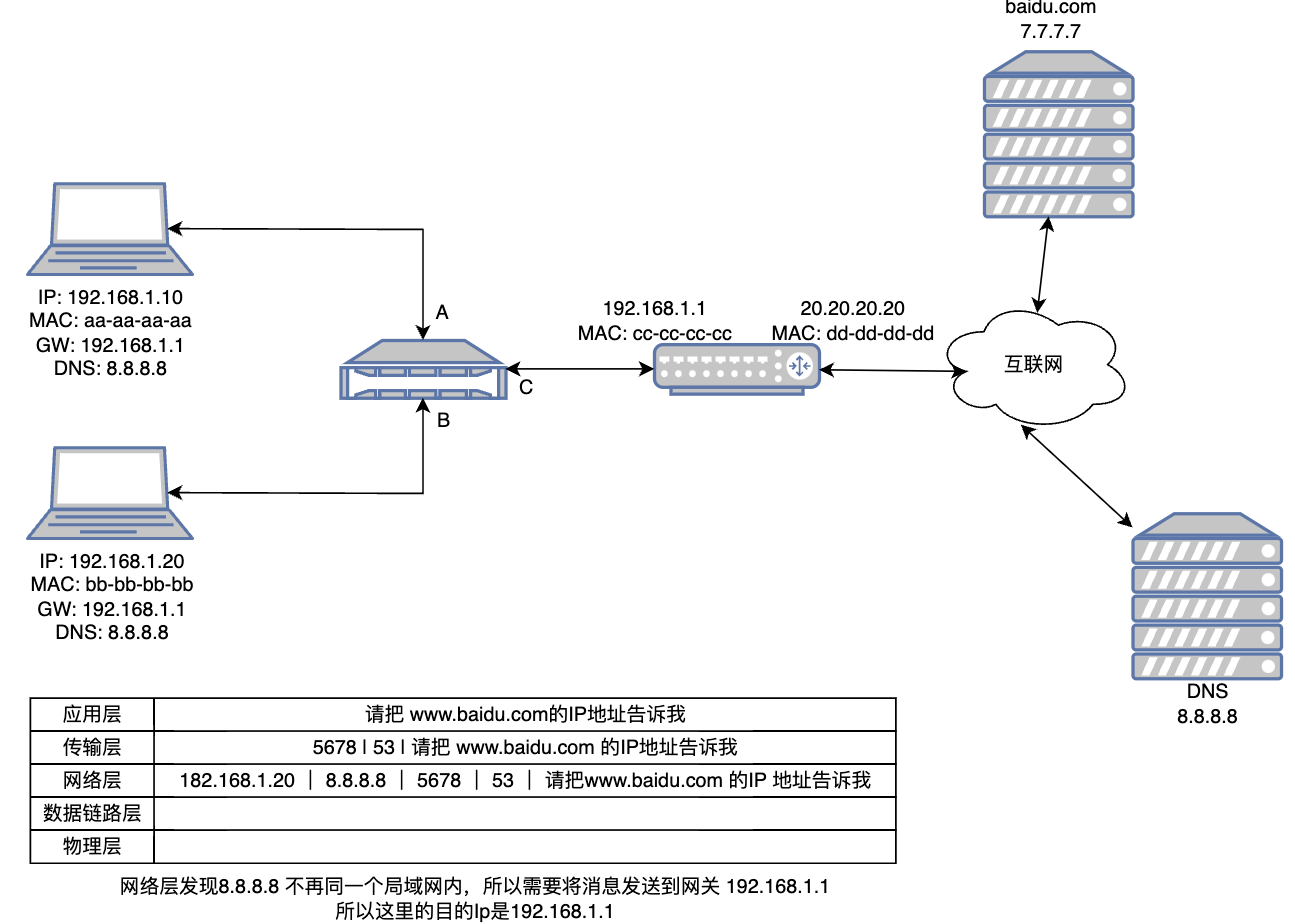 baidu.com
7.7.7.7
IP: 192.168.1.10
MAC: aa-aa-aa-aa
GW: 192.168.1.1
DNS: 8.8.8.8
A
192.168.1.1
MAC: cc-cc-cc-cc
20.20.20.20
MAC: dd-dd-dd-dd
互联网
C
B
IP: 192.168.1.20
MAC: bb-bb-bb-bb
GW: 192.168.1.1
DNS: 8.8.8.8
DNS
8.8.8.8
应用层 请把 www.baidu.com的IP地址告诉我
传输层 5678 | 53 | 请把 www.baidu.com 的IP地址告诉我
网络层 182.168.1.20 | 8.8.8.8 | 5678 | 53 | 请把www.baidu.com 的IP 地址告诉我
数据链路层
物理层
网络层发现8.8.8.8 不再同一个局域网内，所以需要将消息发送到网关 192.168.1.1
所以这里的目的Ip是192.168.1.1